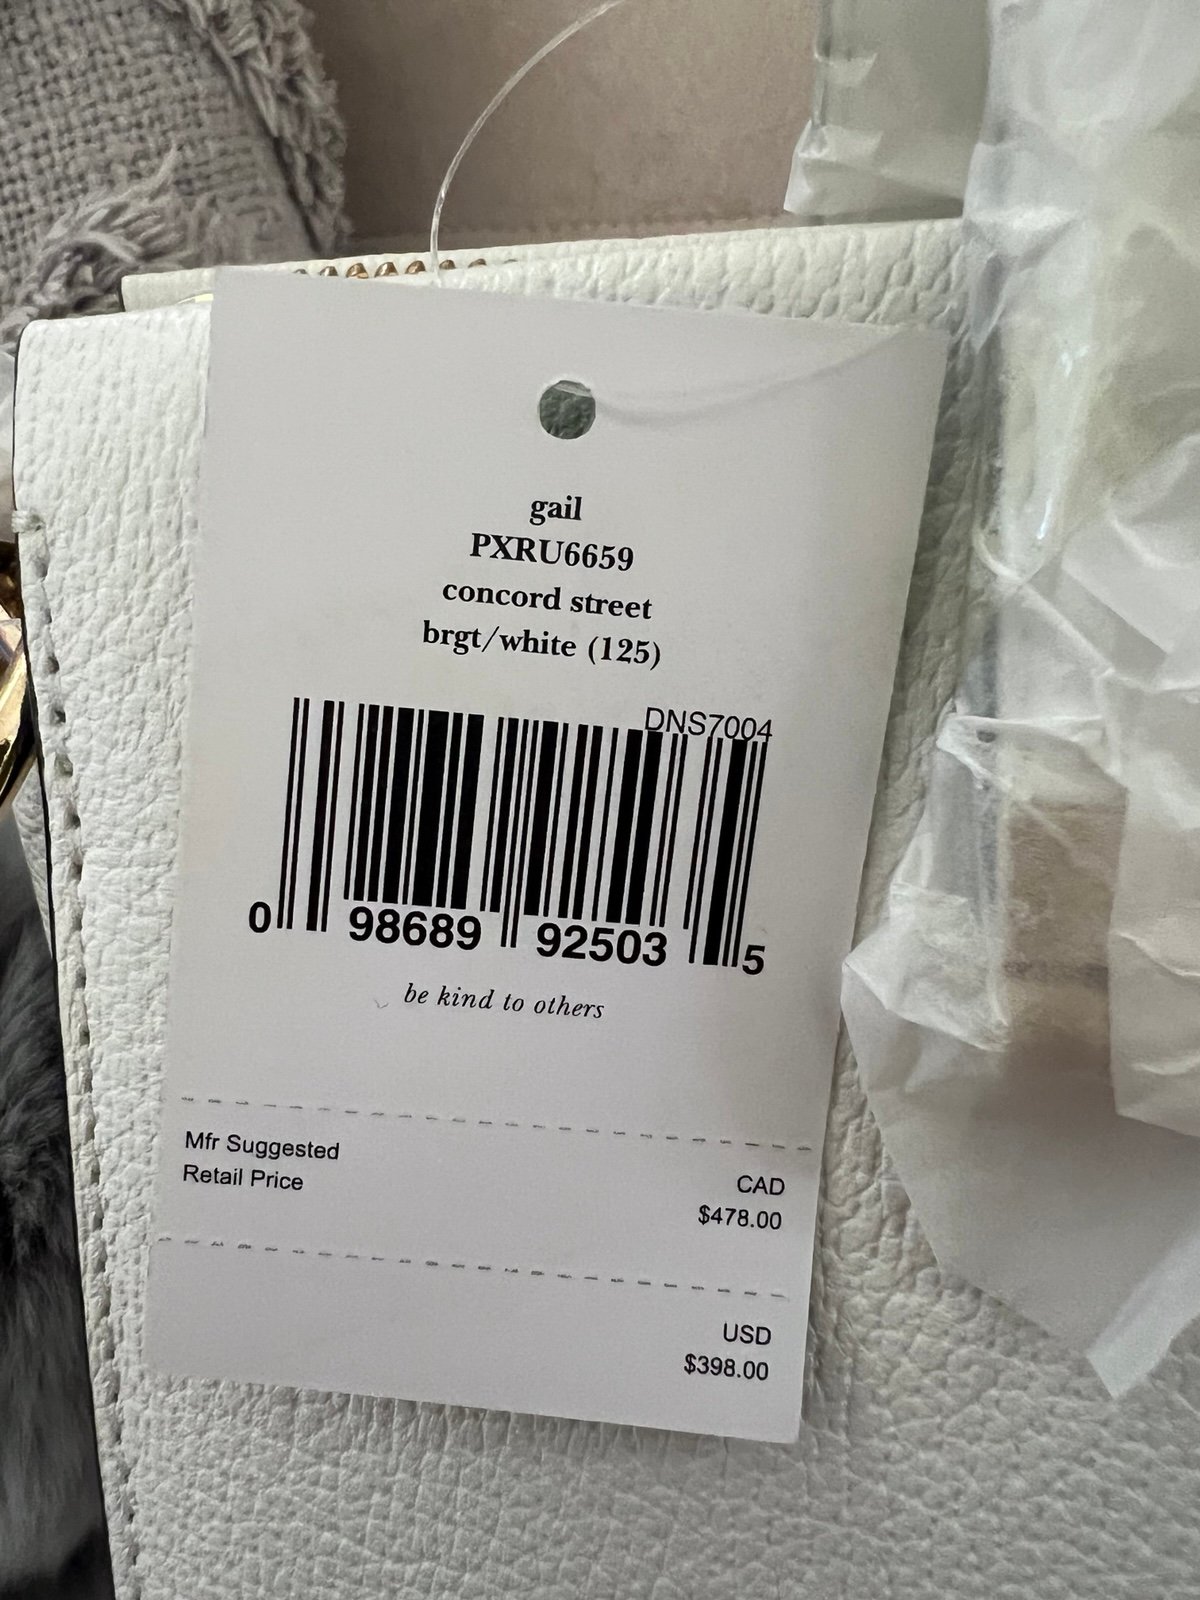 gail
PXRU6659
concord street
brgt/white (125)
DNS7004
0 98689 92503 5
be kind to others
Mfr Suggested
Retail Price
CAD
$478.00
USD
$398.00